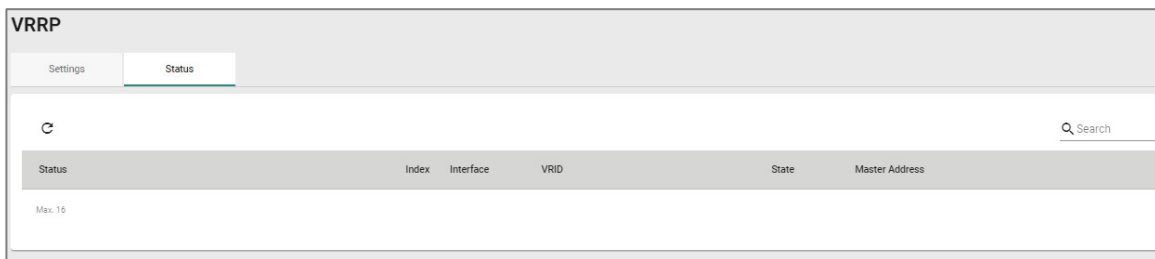 VRRP
Settings Status
Search
Status Index Interface VRID State Master Address
Max. 16